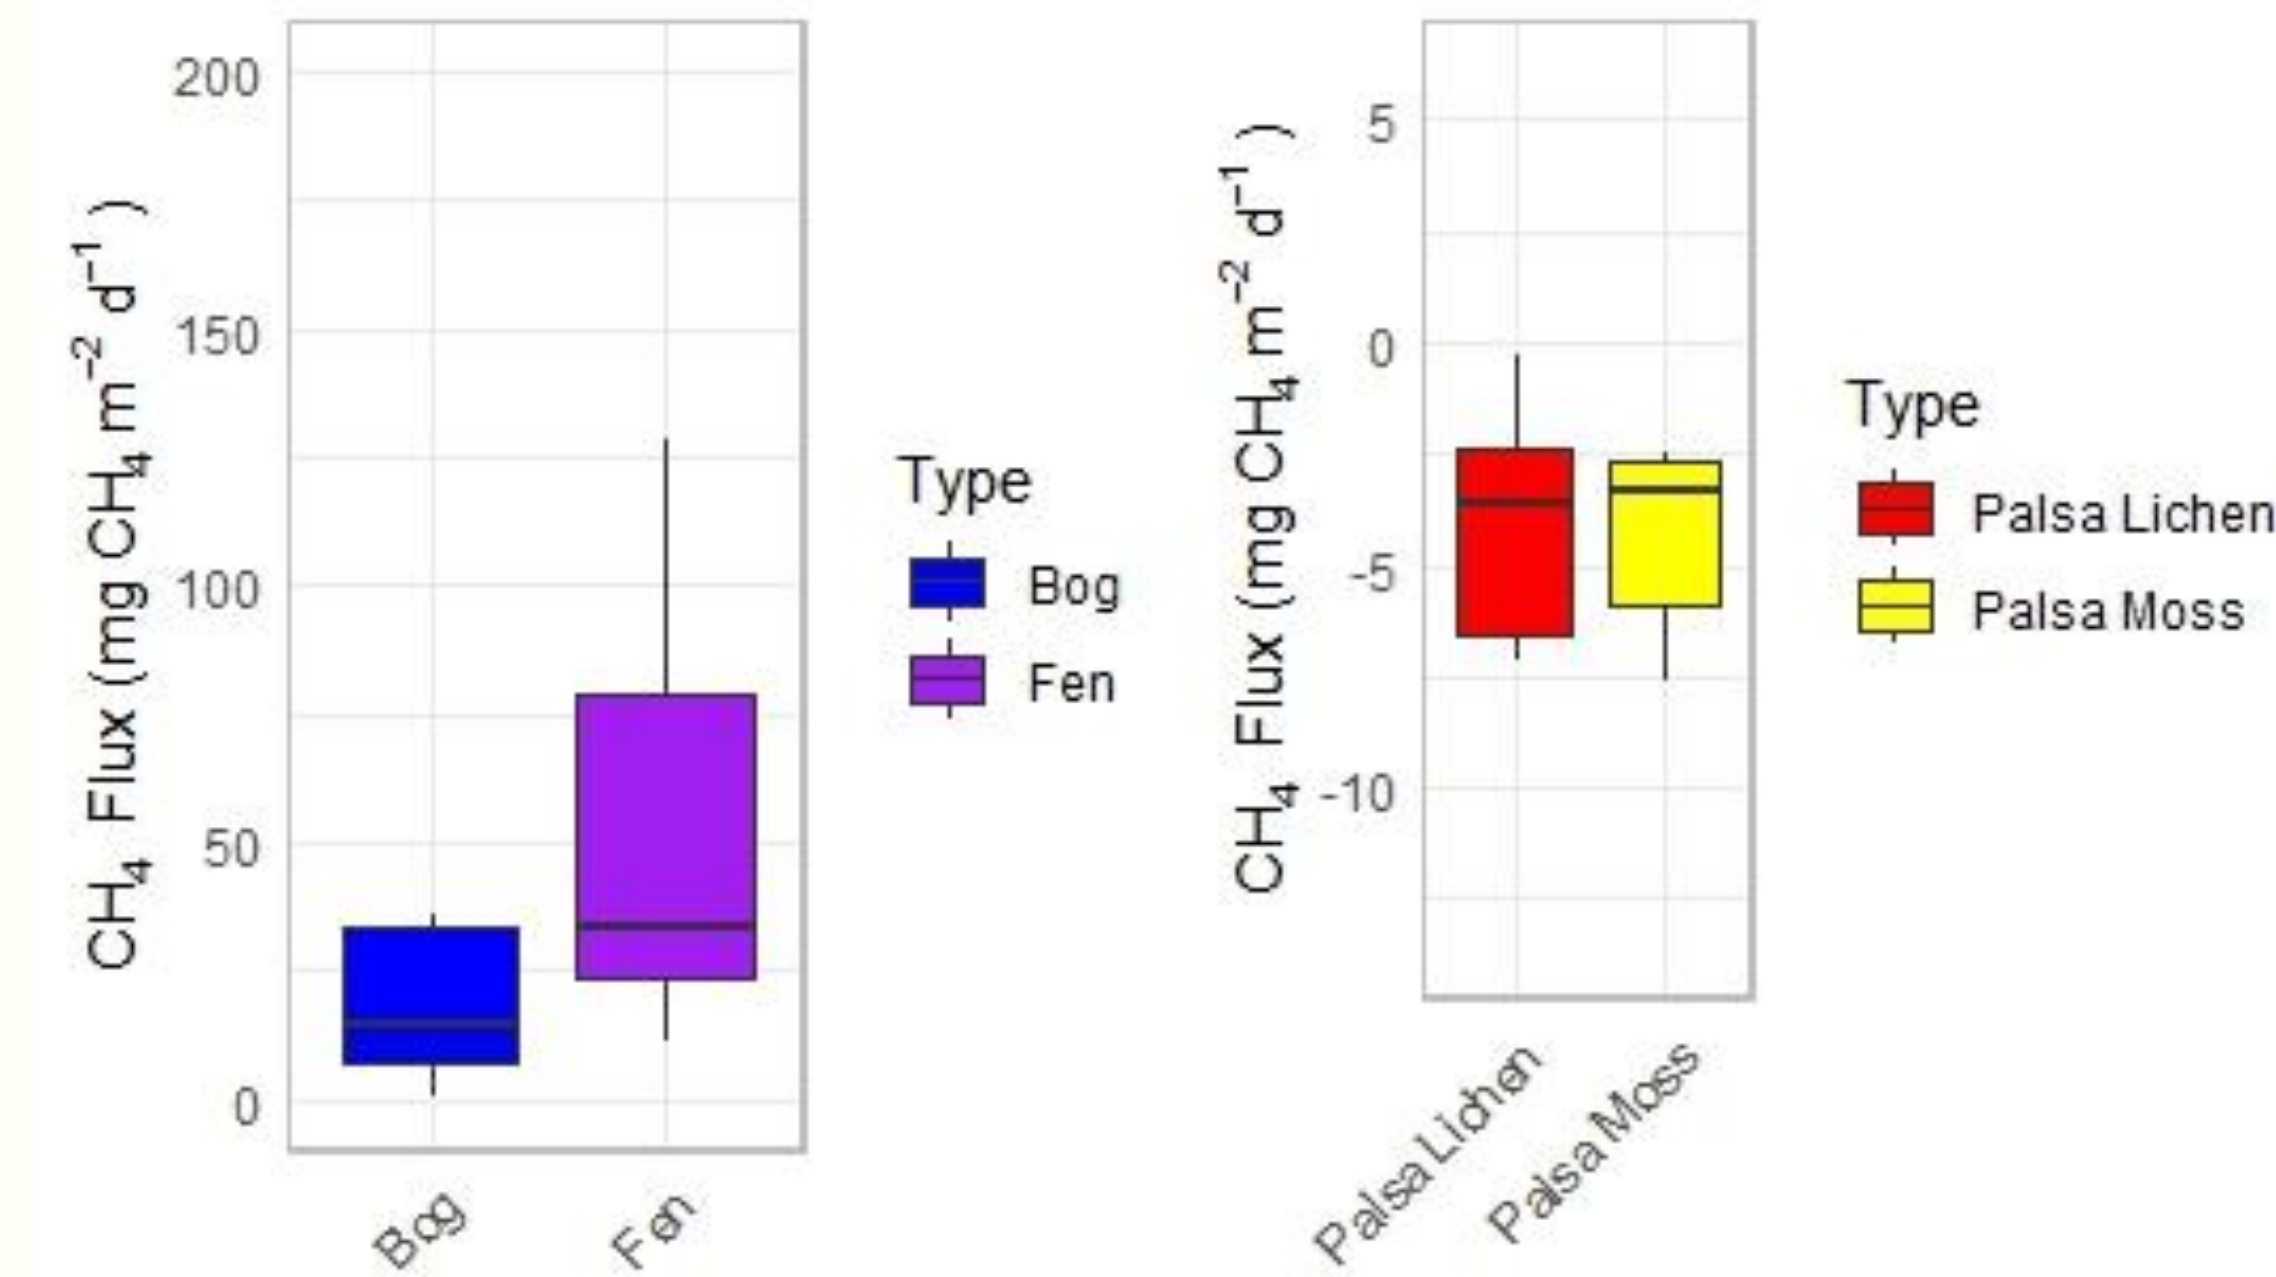 CH₄ Flux (mg CH₄ m⁻² d⁻¹ )
200
150
100
50
0
Bog
Fen
Type
Bog
Fen
CH₄ Flux (mg CH₄ m⁻² d⁻¹ )
5
0
-5
-10
Palsa Lichen
Palsa Moss
Type
Palsa Lichen
Palsa Moss